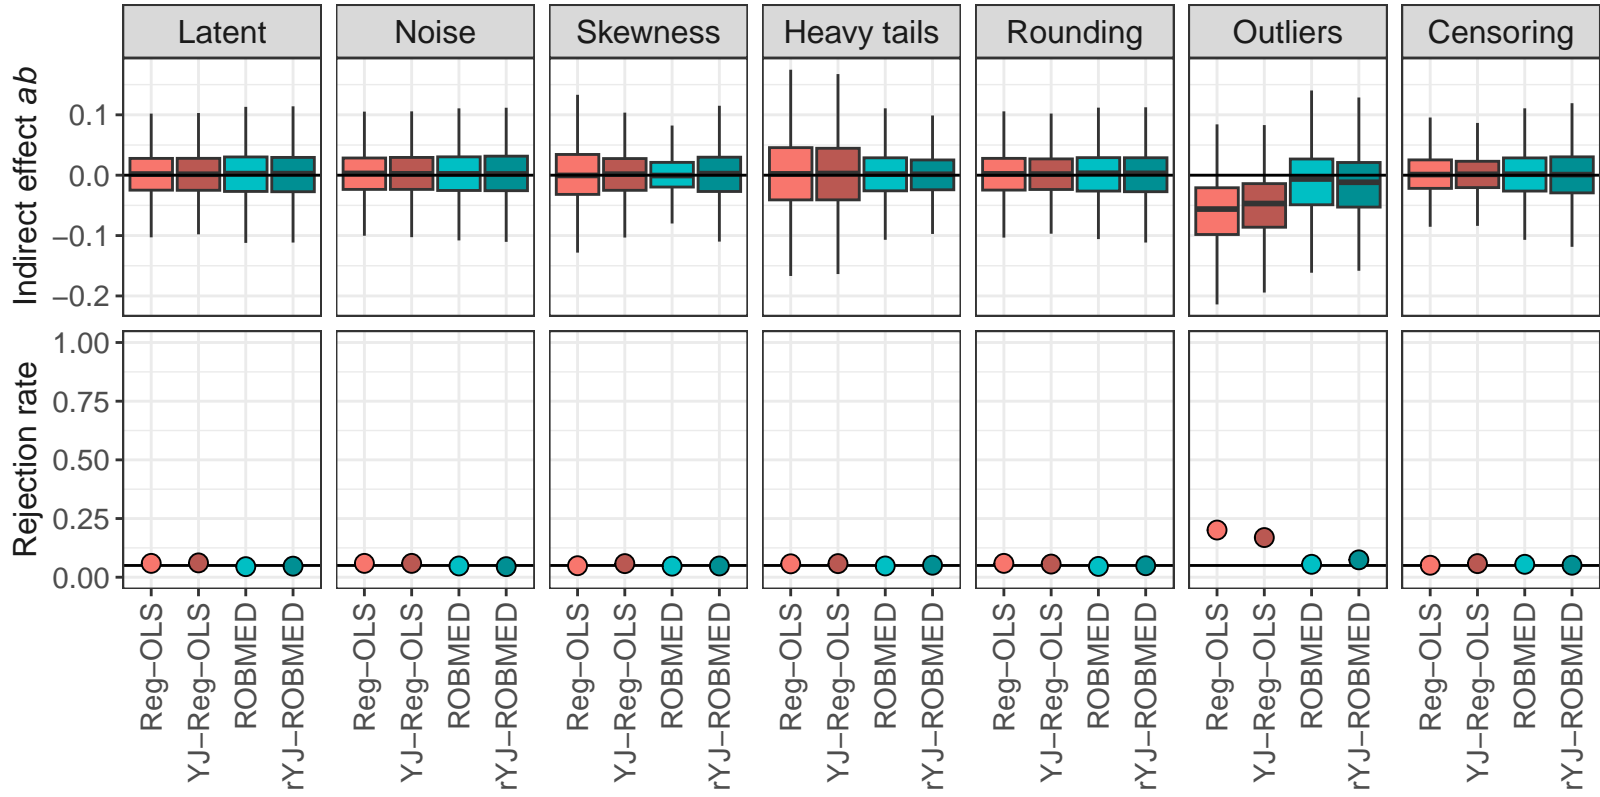 Latent Noise Skewness Heavy tails Rounding Outliers Censoring
Indirect effect ab
0.1
0.0
−0.1
−0.2
Rejection rate
1.00
0.75
0.50
0.25
0.00
Reg−OLS YJ−Reg−OLS ROBMED rYJ−ROBMED Reg−OLS YJ−Reg−OLS ROBMED rYJ−ROBMED Reg−OLS YJ−Reg−OLS ROBMED rYJ−ROBMED Reg−OLS YJ−Reg−OLS ROBMED rYJ−ROBMED Reg−OLS YJ−Reg−OLS ROBMED rYJ−ROBMED Reg−OLS YJ−Reg−OLS ROBMED rYJ−ROBMED Reg−OLS YJ−Reg−OLS ROBMED rYJ−ROBMED